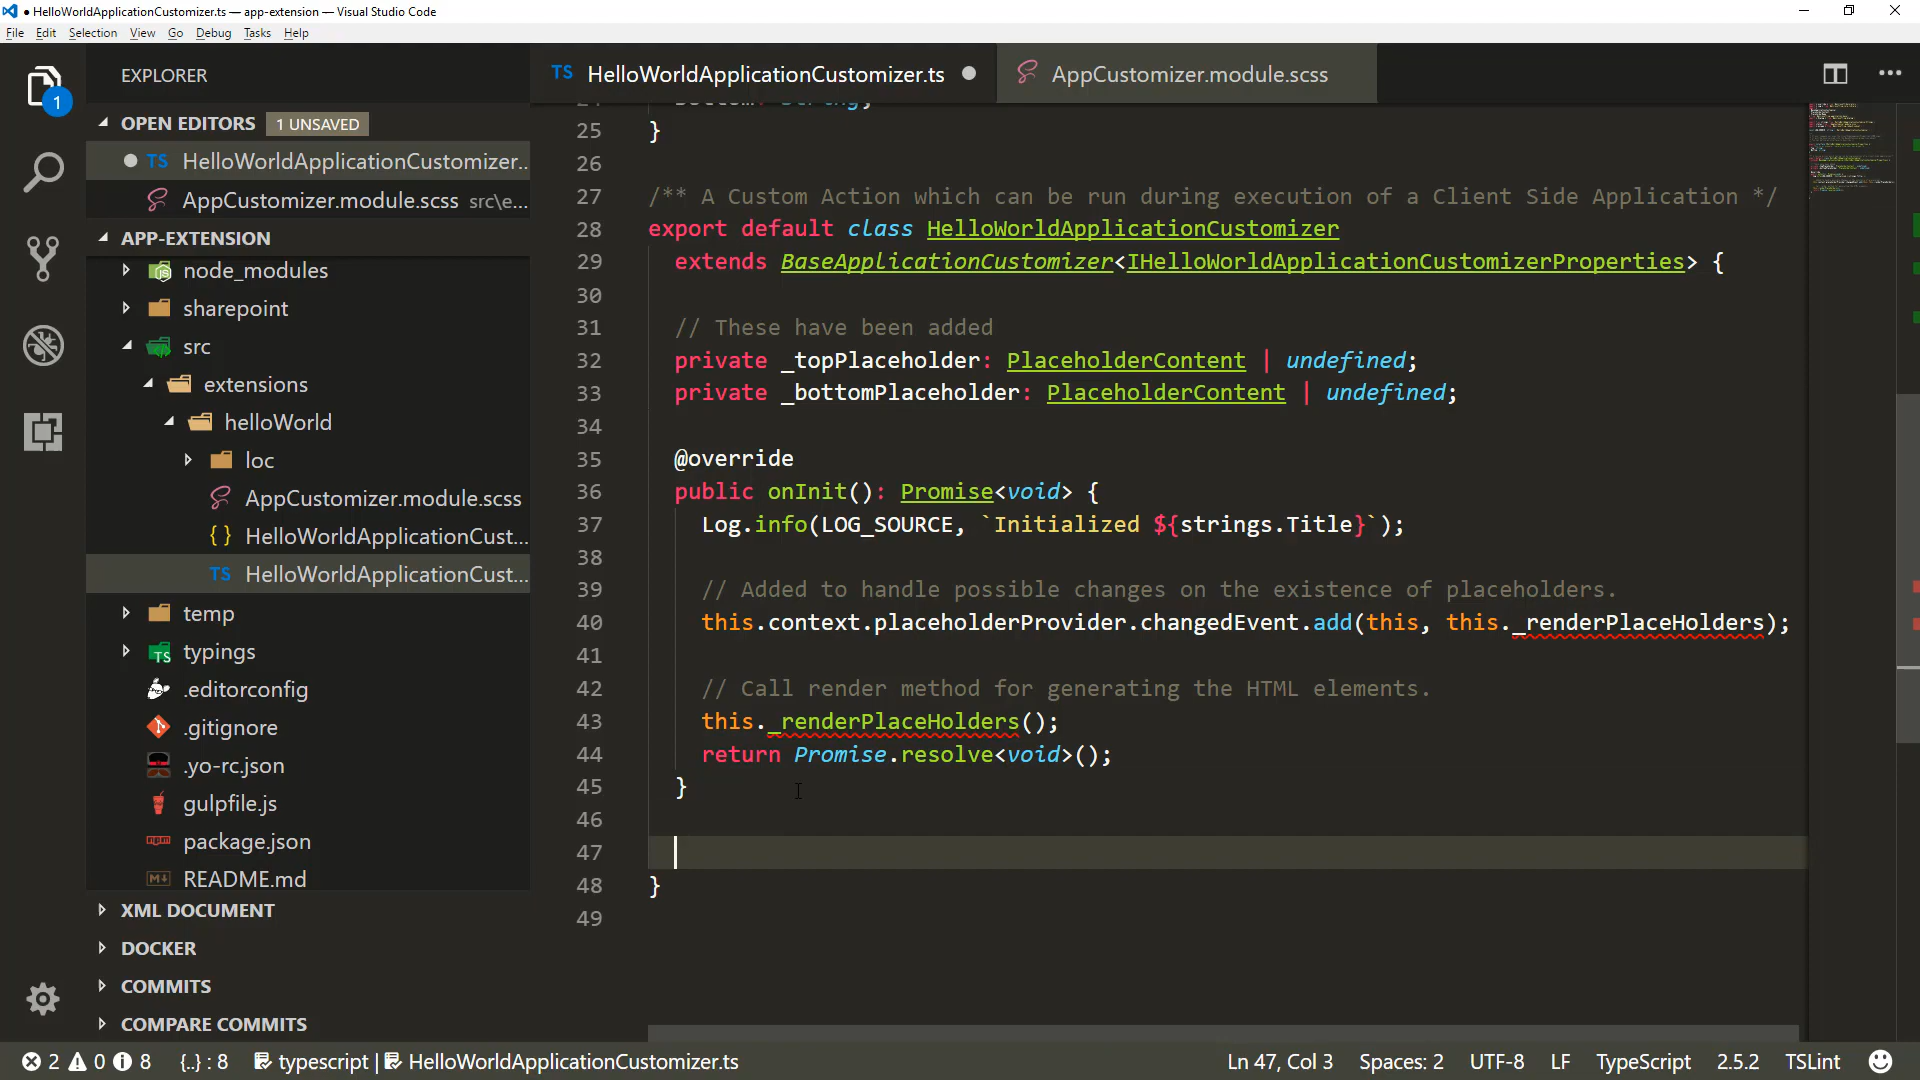 HelloWorldApplicationCustomizer.ts — app-extension — Visual Studio Code
File Edit Selection View Go Debug Tasks Help
EXPLORER
1
OPEN EDITORS 1 UNSAVED
TS HelloWorldApplicationCustomizer...
AppCustomizer.module.scss src\e...
APP-EXTENSION
node_modules
sharepoint
src
extensions
helloWorld
loc
AppCustomizer.module.scss
{} HelloWorldApplicationCust...
TS HelloWorldApplicationCust...
temp
typings
.editorconfig
.gitignore
.yo-rc.json
gulpfile.js
package.json
README.md
XML DOCUMENT
DOCKER
COMMITS
COMPARE COMMITS
TS HelloWorldApplicationCustomizer.ts
AppCustomizer.module.scss
25 }
26
27 /** A Custom Action which can be run during execution of a Client Side Application */
28 export default class HelloWorldApplicationCustomizer
29 extends BaseApplicationCustomizer<IHelloWorldApplicationCustomizerProperties> {
30
31 // These have been added
32 private _topPlaceholder: PlaceholderContent | undefined;
33 private _bottomPlaceholder: PlaceholderContent | undefined;
34
35 @override
36 public onInit(): Promise<void> {
37 Log.info(LOG_SOURCE, `Initialized ${strings.Title}`);
38
39 // Added to handle possible changes on the existence of placeholders.
40 this.context.placeholderProvider.changedEvent.add(this, this._renderPlaceHolders);
41
42 // Call render method for generating the HTML elements.
43 this._renderPlaceHolders();
44 return Promise.resolve<void>();
45 }
46
47
48 }
49
2 0 8 {..} : 8 typescript | HelloWorldApplicationCustomizer.ts Ln 47, Col 3 Spaces: 2 UTF-8 LF TypeScript 2.5.2 TSLint